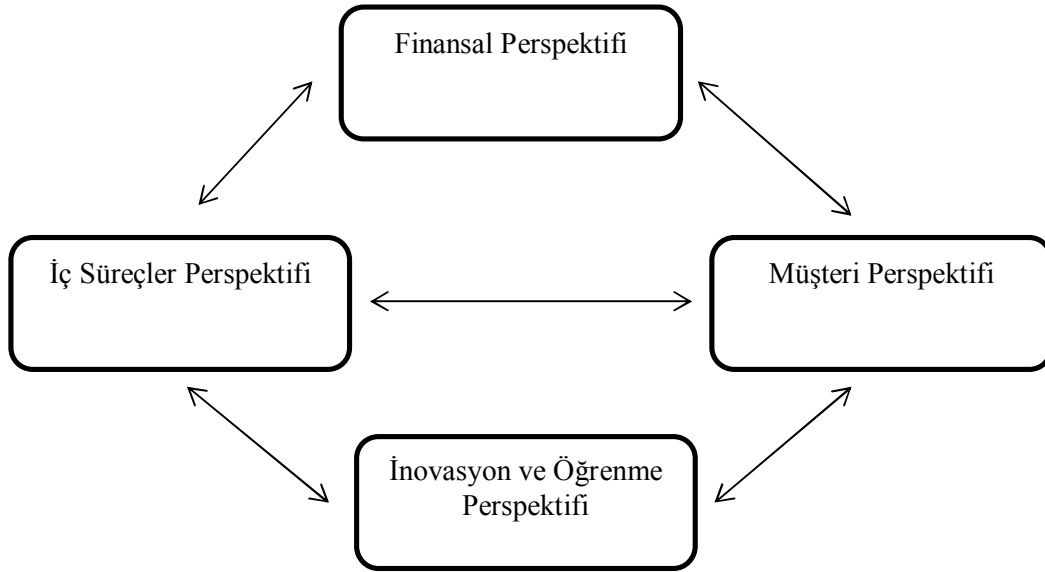 Finansal Perspektifi
İç Süreçler Perspektifi
Müşteri Perspektifi
İnovasyon ve Öğrenme
Perspektifi